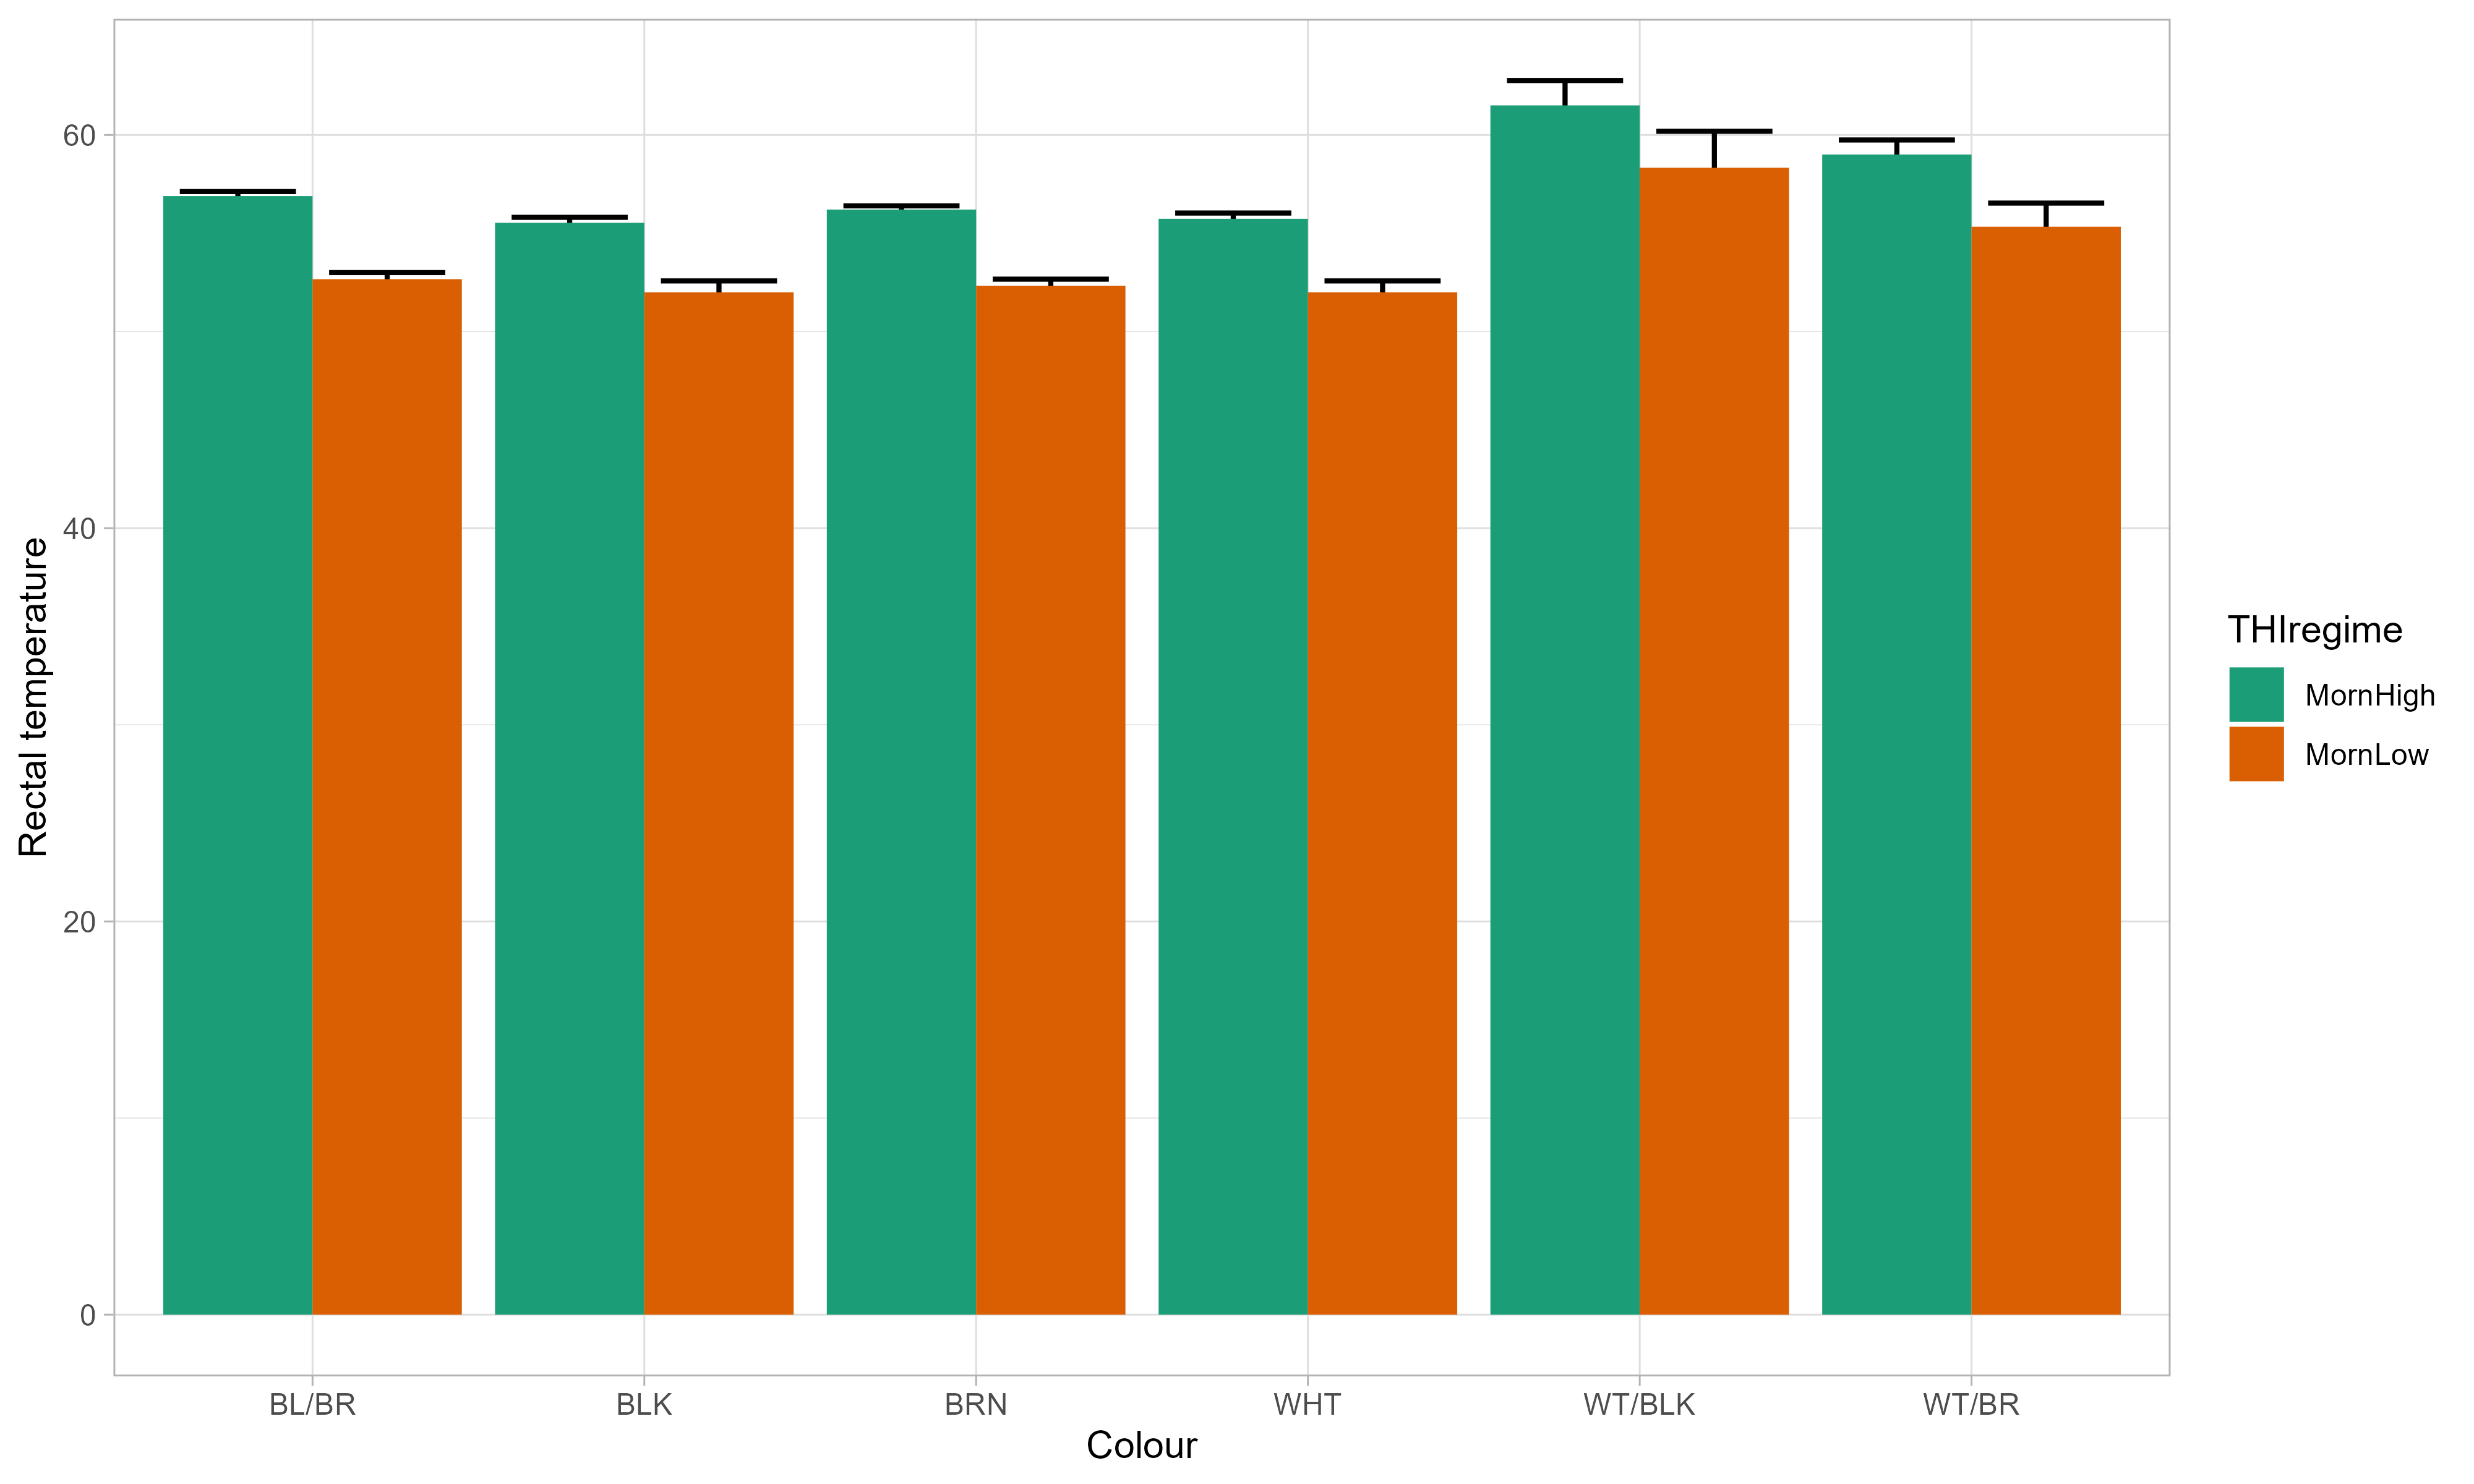 Rectal temperature
60
40
20
0
BL/BR
BLK
BRN
WHT
WT/BLK
WT/BR
Colour
THIregime
MornHigh
MornLow